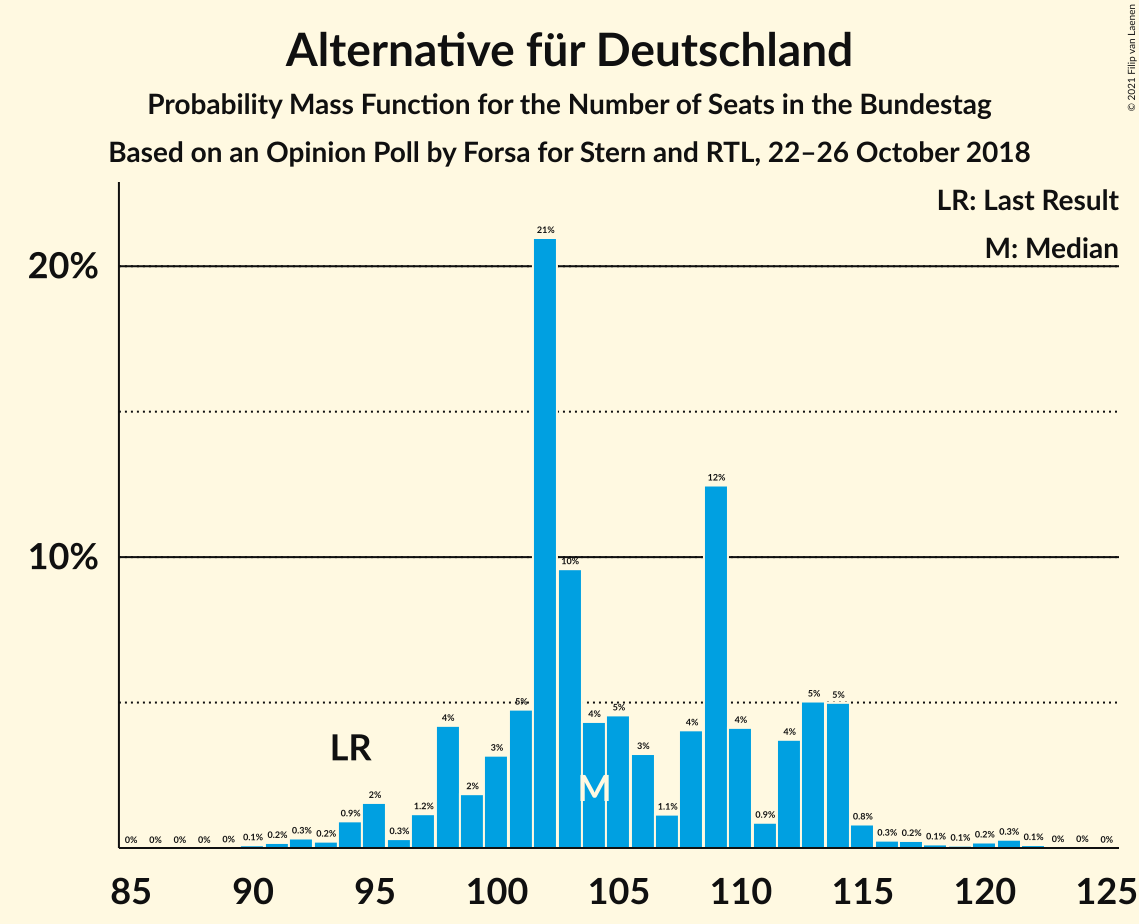 Alternative für Deutschland
Probability Mass Function for the Number of Seats in the Bundestag
Based on an Opinion Poll by Forsa for Stern and RTL, 22–26 October 2018
© 2021 Filip van Laenen
LR: Last Result
M: Median
20%
10%
0% 0% 0% 0% 0% 0.1% 0.2% 0.3% 0.2% 0.9% 2% 0.3% 1.2% 4% 2% 3% 5% 21% 10% 4% 5% 3% 1.1% 4% 12% 4% 0.9% 4% 5% 5% 0.8% 0.3% 0.2% 0.1% 0.1% 0.2% 0.3% 0.1% 0% 0% 0%
LR
M
85 90 95 100 105 110 115 120 125